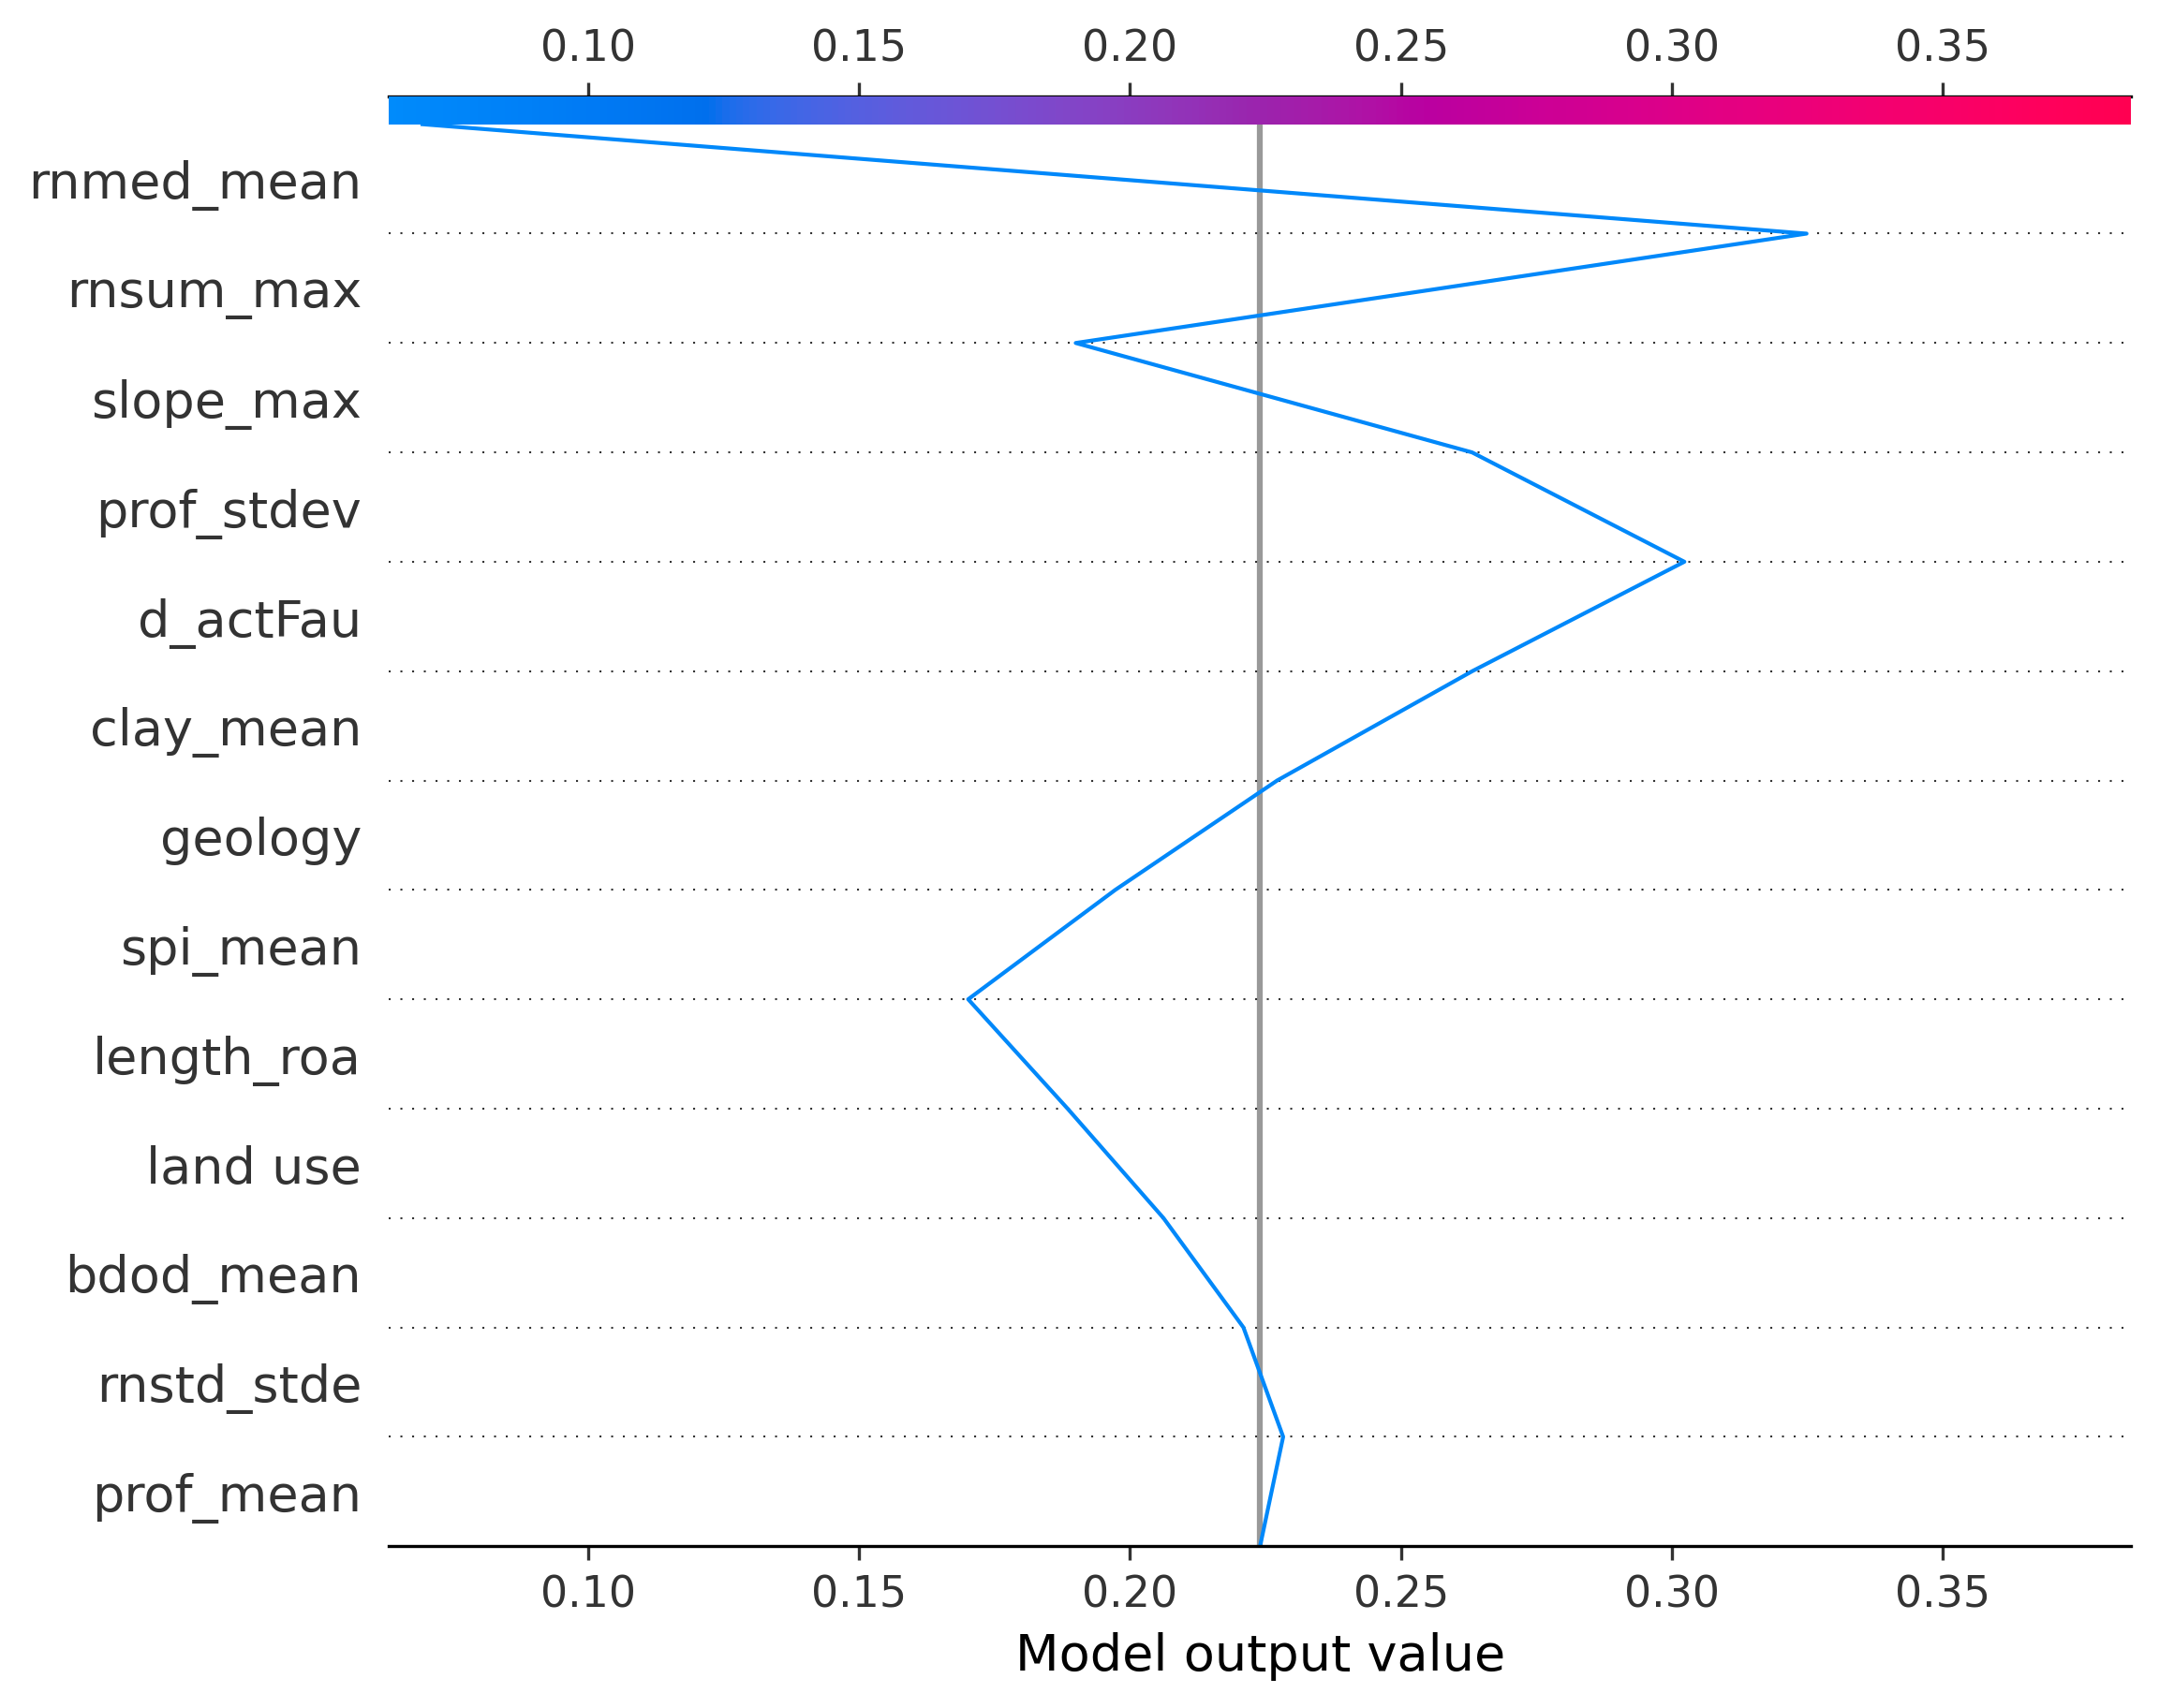 0.10 0.15 0.20 0.25 0.30 0.35
rnmed_mean
rnsum_max
slope_max
prof_stdev
d_actFau
clay_mean
geology
spi_mean
length_roa
land use
bdod_mean
rnstd_stde
prof_mean
0.10 0.15 0.20 0.25 0.30 0.35
Model output value